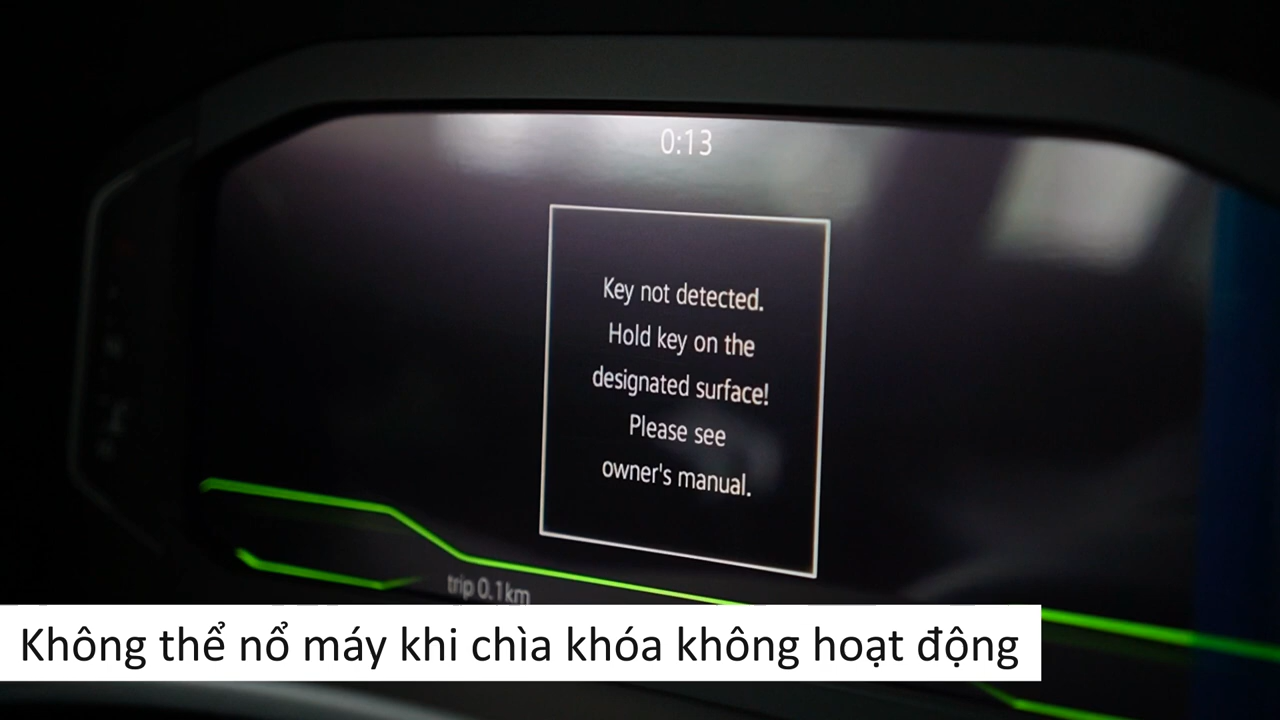 0:13
Key not detected.
Hold key on the
designated surface!
Please see
owner's manual.
trip 0.1km
Không thể nổ máy khi chìa khóa không hoạt động